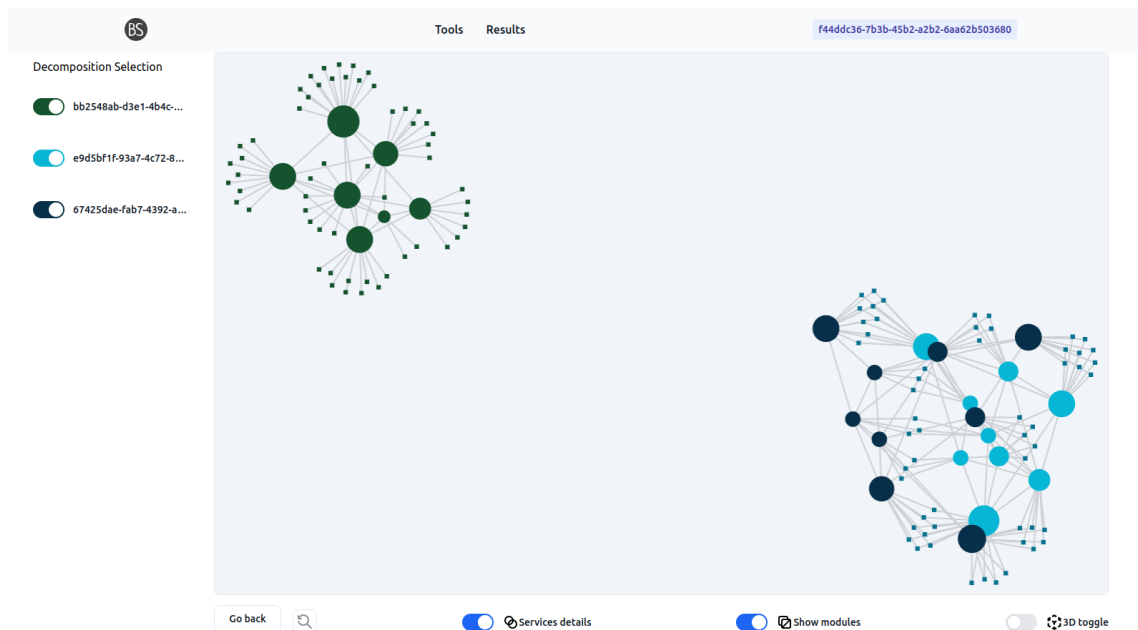 BS
Tools Results
f44ddc36-7b3b-45b2-a2b2-6aa62b503680
Decomposition Selection
bb2548ab-d3e1-4b4c-...
e9d5bf1f-93a7-4c72-8...
67425dae-fab7-4392-a...
Go back
Services details
Show modules
3D toggle